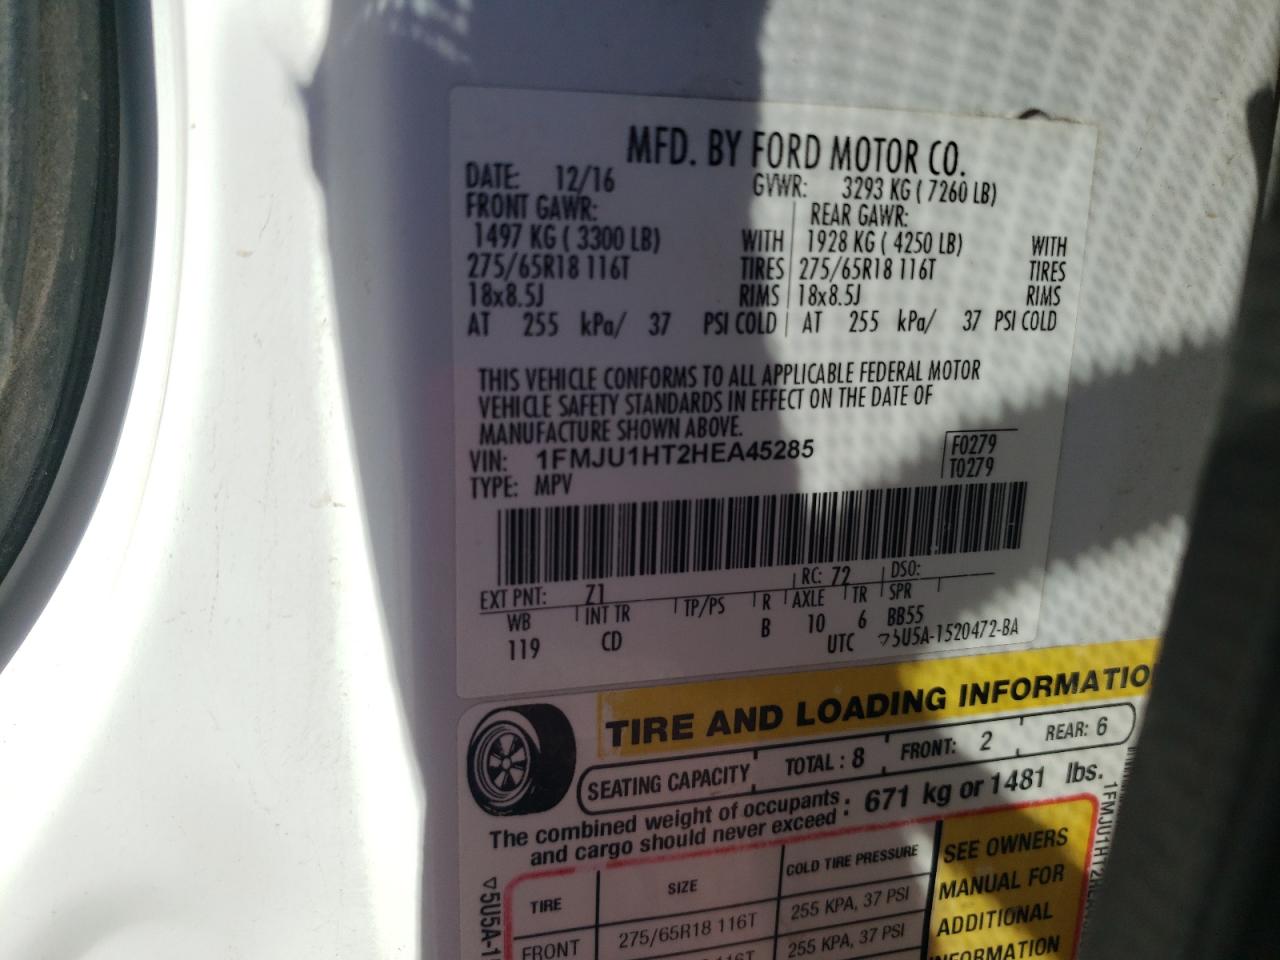 MFD. BY FORD MOTOR CO.
DATE: 12/16 GVWR: 3293 KG ( 7260 LB)
FRONT GAWR: REAR GAWR:
1497 KG ( 3300 LB) WITH 1928 KG ( 4250 LB) WITH
275/65R18 116T TIRES 275/65R18 116T TIRES
18x8.5J RIMS 18x8.5J RIMS
AT 255 kPa/ 37 PSI COLD AT 255 kPa/ 37 PSI COLD
THIS VEHICLE CONFORMS TO ALL APPLICABLE FEDERAL MOTOR
VEHICLE SAFETY STANDARDS IN EFFECT ON THE DATE OF
MANUFACTURE SHOWN ABOVE.
VIN: 1FMJU1HT2HEA45285 F0279
TYPE: MPV T0279
EXT PNT: Z1 RC: 72 DSO:
WB INT TR TP/PS R AXLE TR SPR
119 CD B 10 6 BB55
UTC 5U5A-1520472-BA
TIRE AND LOADING INFORMATIO
SEATING CAPACITY TOTAL : 8 FRONT: 2 REAR: 6
The combined weight of occupants : 671 kg or 1481 lbs.
and cargo should never exceed
TIRE SIZE COLD TIRE PRESSURE SEE OWNERS
MANUAL FOR
FRONT 275/65R18 116T 255 KPA, 37 PSI ADDITIONAL
116T 255 KPA, 37 PSI NFORMATION
5U5A-1
1FMJU1HT2HEA